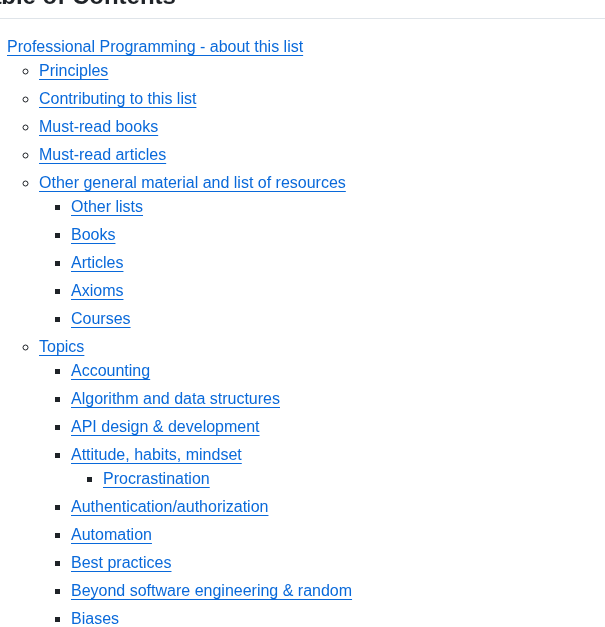 ble of Contents
Professional Programming - about this list
Principles
Contributing to this list
Must-read books
Must-read articles
Other general material and list of resources
Other lists
Books
Articles
Axioms
Courses
Topics
Accounting
Algorithm and data structures
API design & development
Attitude, habits, mindset
Procrastination
Authentication/authorization
Automation
Best practices
Beyond software engineering & random
Biases